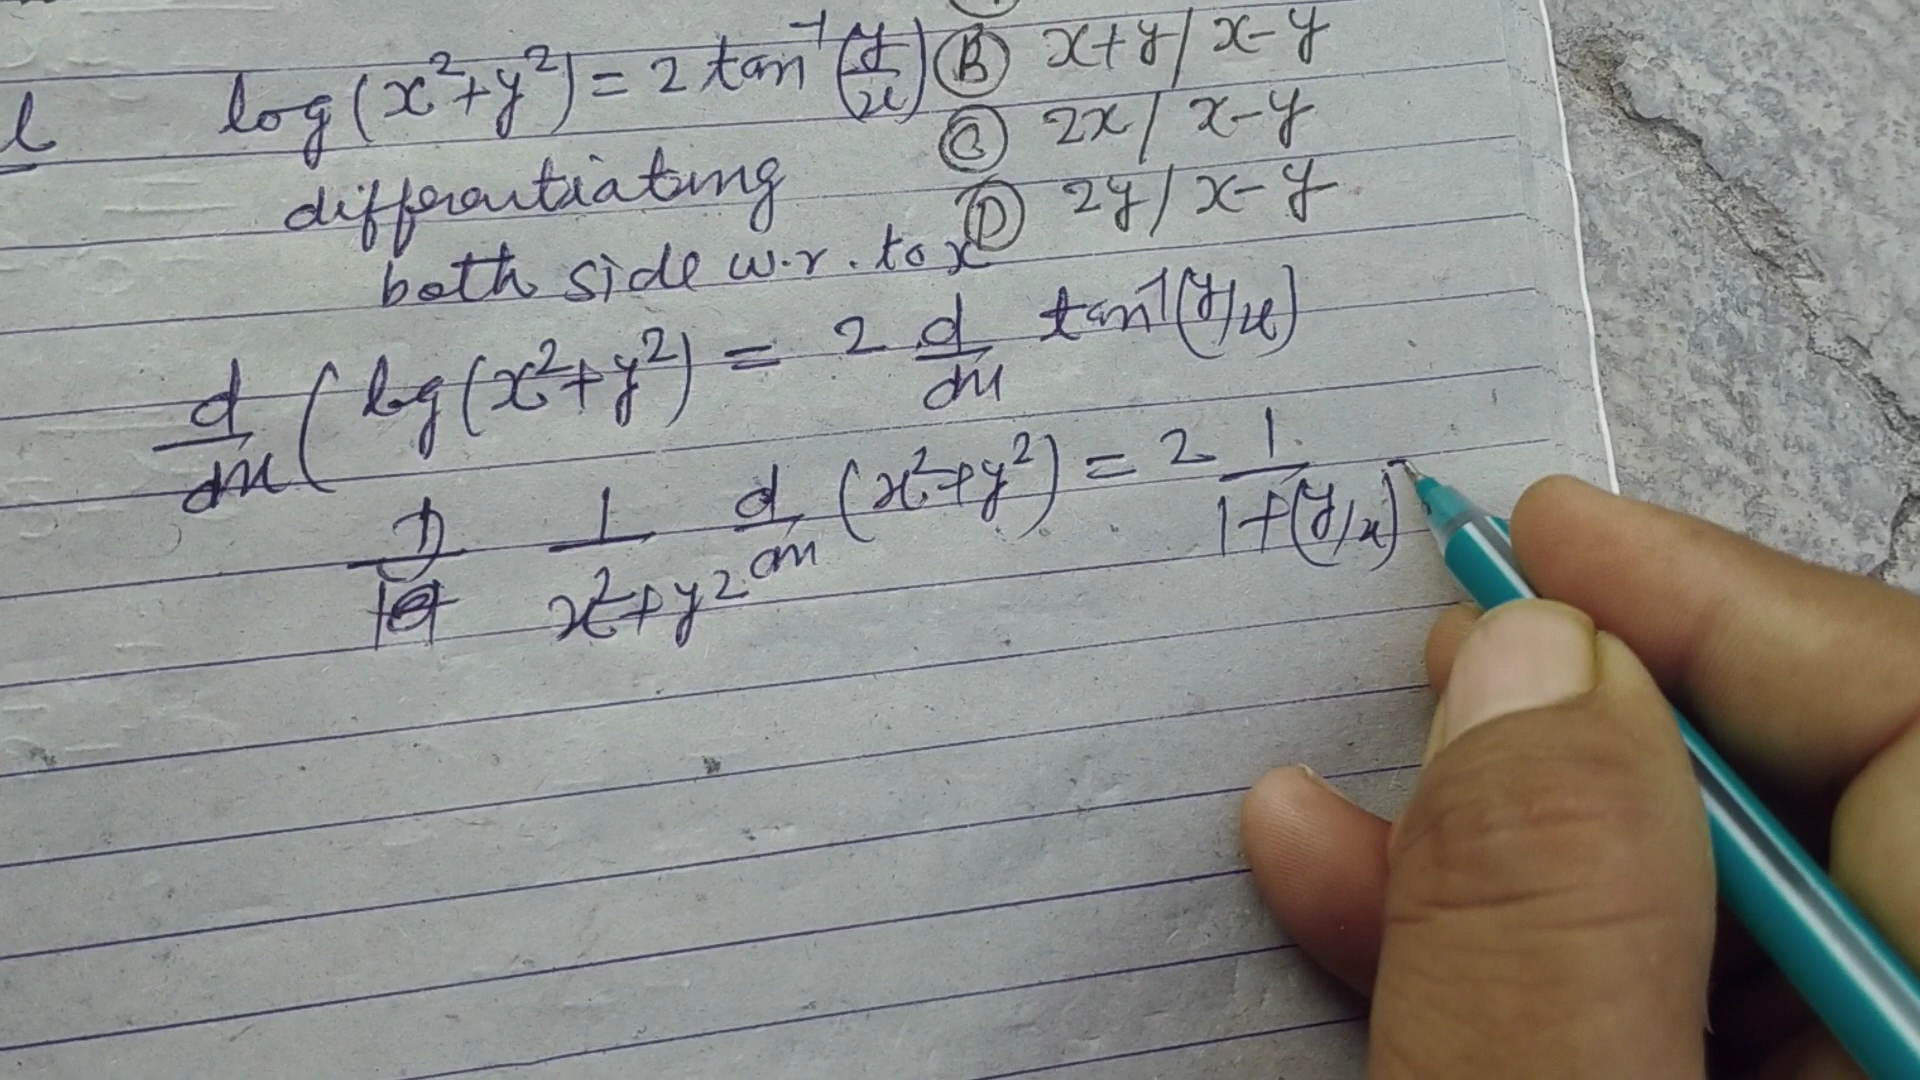 l log(x²+y²) = 2 tan⁻¹(y/x) Ⓑ x+y/x-y
Ⓒ 2x/x-y
differentiating Ⓓ 2y/x-y
both side w.r. to x
d/dx (log(x²+y²) = 2 d/dx tan⁻¹(y/x)
1/x²+y² d/dx (x²+y²) = 2 1/1+(y/x)